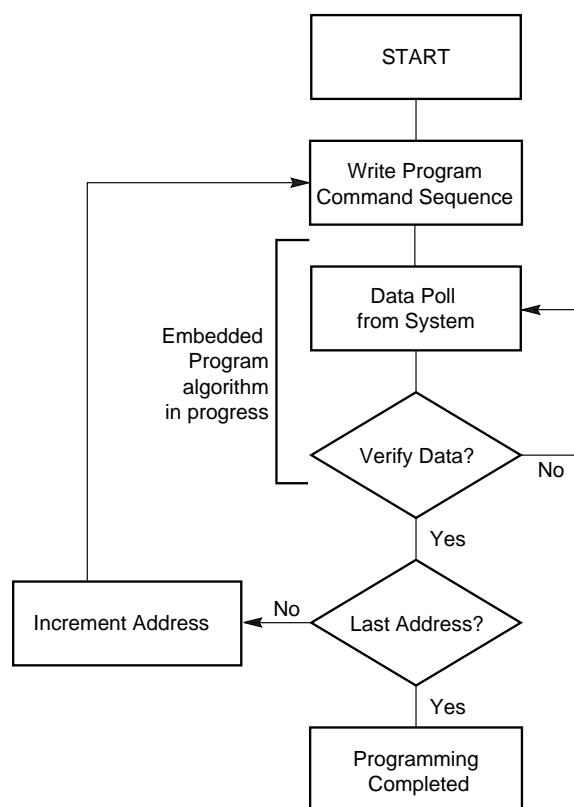 START
Write Program
Command Sequence
Data Poll
from System
Embedded
Program
algorithm
in progress
Verify Data?
No
Yes
No
Increment Address
Last Address?
Yes
Programming
Completed